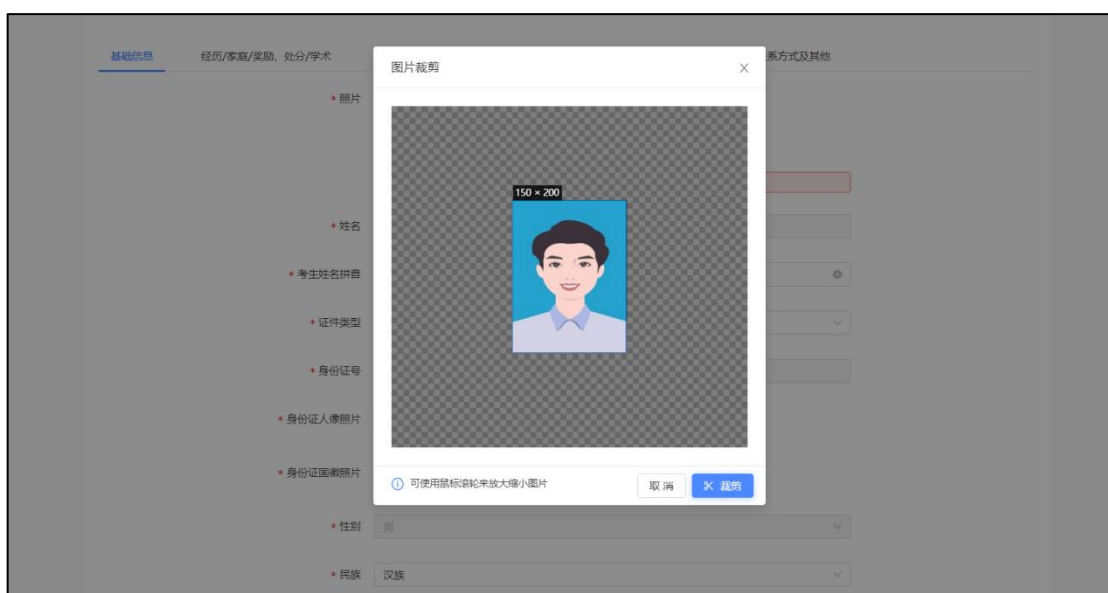 基础信息 经历/家庭/奖励、处分/学术 系方式及其他
图片裁剪
* 照片
150 × 200
* 姓名
* 考生姓名拼音
* 证件类型
* 身份证号
* 身份证人像照片
* 身份证国徽照片
可使用鼠标滚轮来放大缩小图片 取消 裁剪
* 性别 男
* 民族 汉族